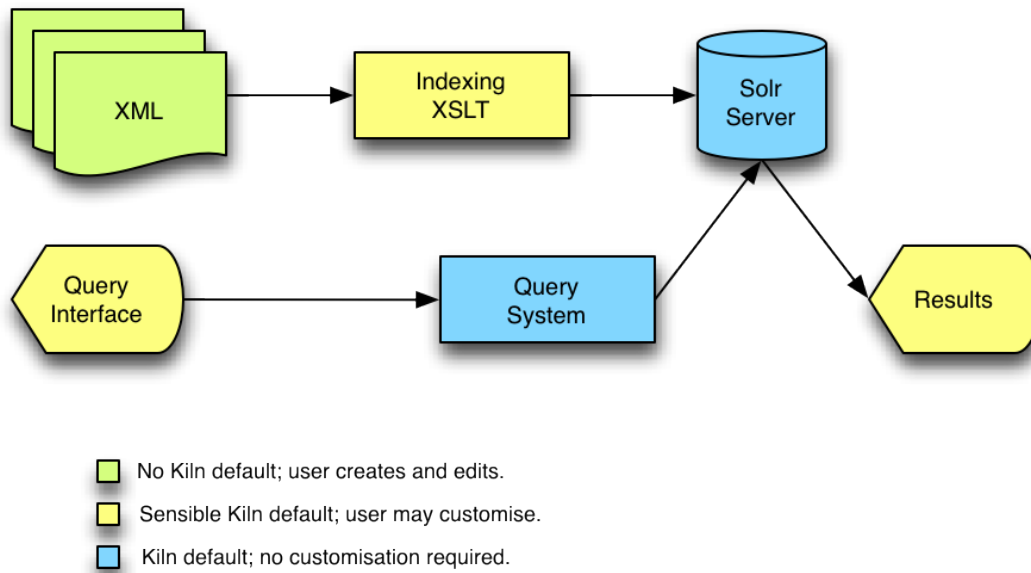 XML
Indexing
XSLT
Solr
Server
Query
Interface
Query
System
Results
No Kiln default; user creates and edits.
Sensible Kiln default; user may customise.
Kiln default; no customisation required.